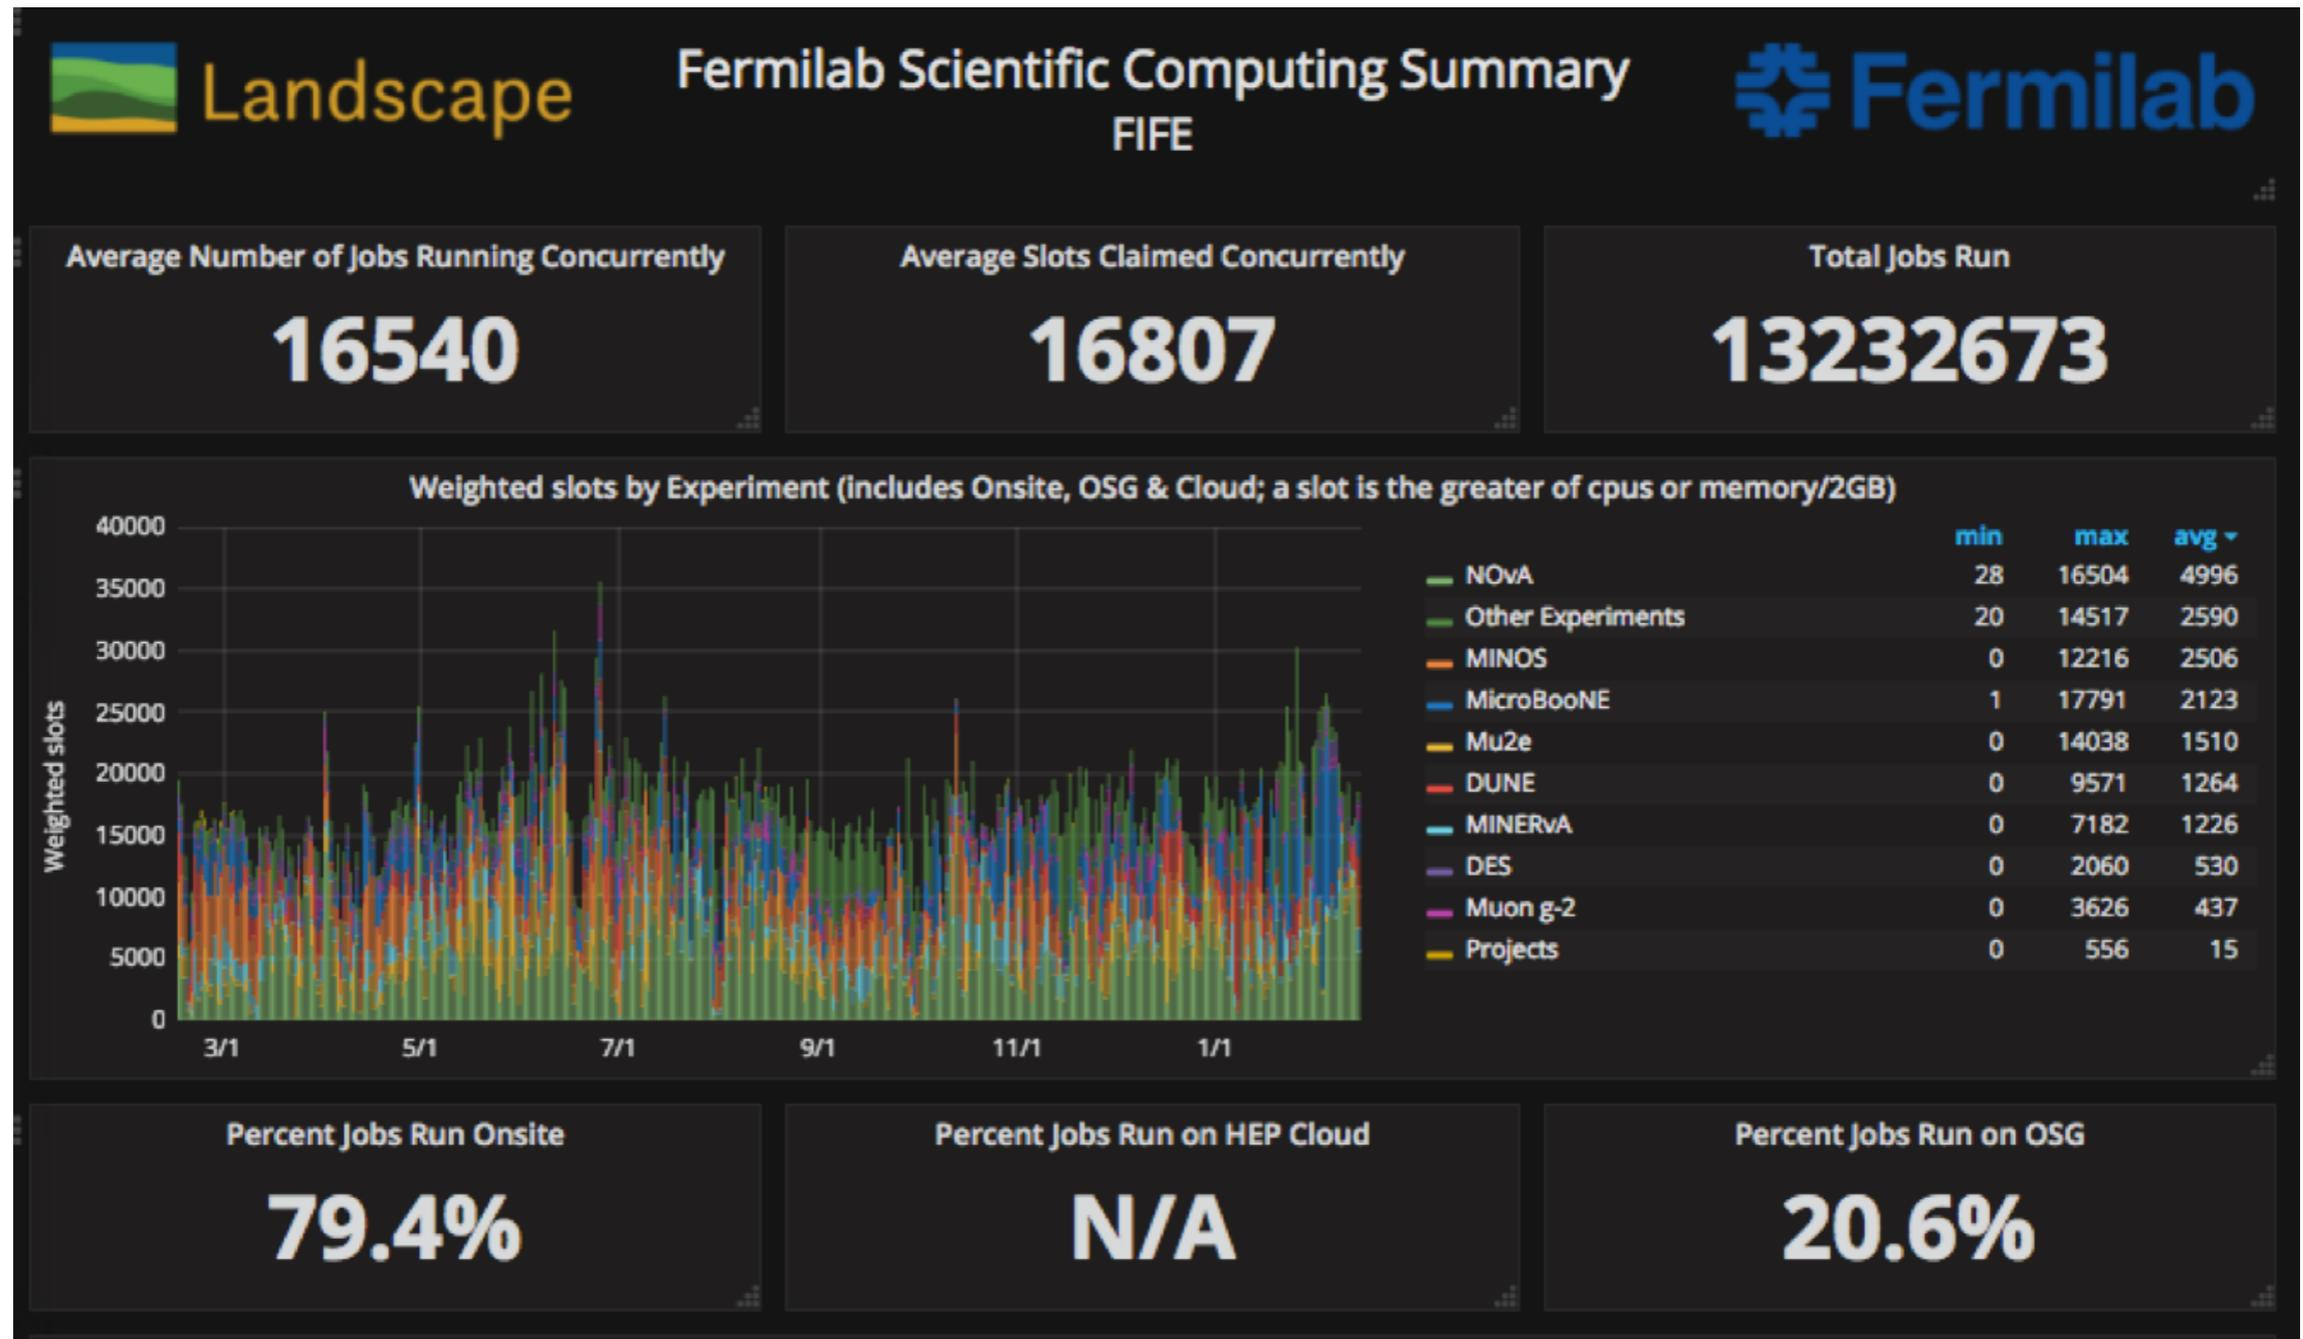 Landscape
Fermilab Scientific Computing Summary
FIFE
Fermilab
Average Number of Jobs Running Concurrently
16540
Average Slots Claimed Concurrently
16807
Total Jobs Run
13232673
Weighted slots by Experiment (includes Onsite, OSG & Cloud; a slot is the greater of cpus or memory/2GB)
Weighted slots
40000
35000
30000
25000
20000
15000
10000
5000
0
3/1 5/1 7/1 9/1 11/1 1/1
min max avg
NOvA 28 16504 4996
Other Experiments 20 14517 2590
MINOS 0 12216 2506
MicroBooNE 1 17791 2123
Mu2e 0 14038 1510
DUNE 0 9571 1264
MINERvA 0 7182 1226
DES 0 2060 530
Muon g-2 0 3626 437
Projects 0 556 15
Percent Jobs Run Onsite
79.4%
Percent Jobs Run on HEP Cloud
N/A
Percent Jobs Run on OSG
20.6%